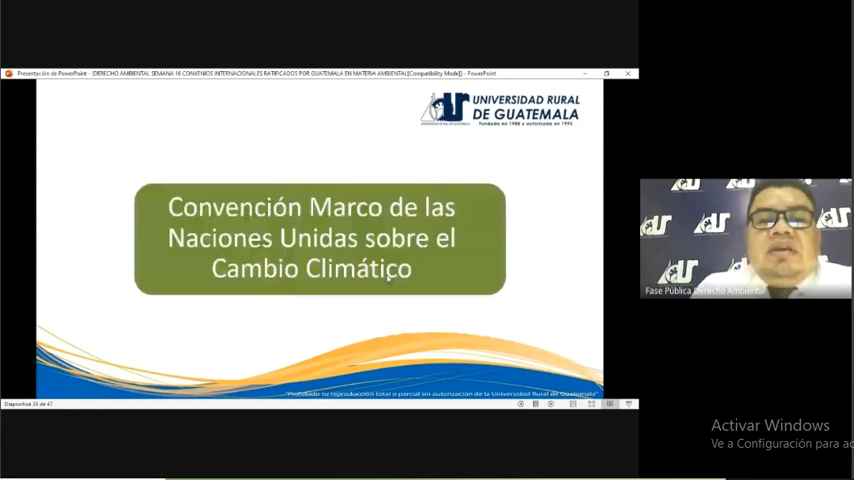 Presentación de PowerPoint - [DERECHO AMBIENTAL SEMANA 16 CONVENIOS INTERNACIONALES RATIFICADOS POR GUATEMALA EN MATERIA AMBIENTAL[Compatibility Mode]] - PowerPoint
UNIVERSIDAD RURAL
DE GUATEMALA
Fundada en 1988 y autorizada en 1995
Convención Marco de las
Naciones Unidas sobre el
Cambio Climático
"Prohibido su reproducción total o parcial sin autorización de la Universidad Rural de Guatemala"
Fase Pública Derecho Ambiental
Activar Windows
Ve a Configuración para ac